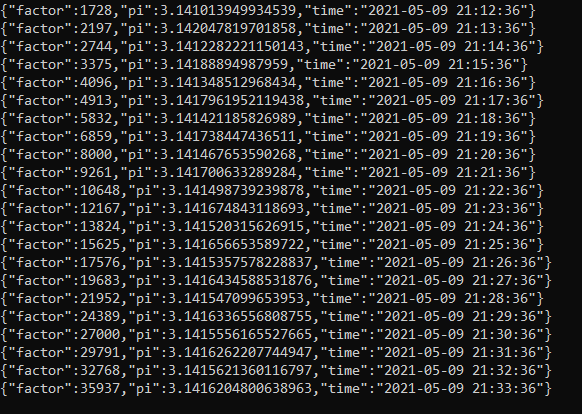 {"factor":1728,"pi":3.141013949934539,"time":"2021-05-09 21:12:36"}
{"factor":2197,"pi":3.142047819701858,"time":"2021-05-09 21:13:36"}
{"factor":2744,"pi":3.1412282221150143,"time":"2021-05-09 21:14:36"}
{"factor":3375,"pi":3.14188894987959,"time":"2021-05-09 21:15:36"}
{"factor":4096,"pi":3.141348512968434,"time":"2021-05-09 21:16:36"}
{"factor":4913,"pi":3.1417961952119438,"time":"2021-05-09 21:17:36"}
{"factor":5832,"pi":3.141421185826989,"time":"2021-05-09 21:18:36"}
{"factor":6859,"pi":3.141738447436511,"time":"2021-05-09 21:19:36"}
{"factor":8000,"pi":3.141467653590268,"time":"2021-05-09 21:20:36"}
{"factor":9261,"pi":3.141700633289284,"time":"2021-05-09 21:21:36"}
{"factor":10648,"pi":3.141498739239878,"time":"2021-05-09 21:22:36"}
{"factor":12167,"pi":3.141674843118693,"time":"2021-05-09 21:23:36"}
{"factor":13824,"pi":3.141520315626915,"time":"2021-05-09 21:24:36"}
{"factor":15625,"pi":3.141656653589722,"time":"2021-05-09 21:25:36"}
{"factor":17576,"pi":3.1415357578228837,"time":"2021-05-09 21:26:36"}
{"factor":19683,"pi":3.1416434588531876,"time":"2021-05-09 21:27:36"}
{"factor":21952,"pi":3.141547099653953,"time":"2021-05-09 21:28:36"}
{"factor":24389,"pi":3.1416336556808755,"time":"2021-05-09 21:29:36"}
{"factor":27000,"pi":3.1415556165527665,"time":"2021-05-09 21:30:36"}
{"factor":29791,"pi":3.1416262207744947,"time":"2021-05-09 21:31:36"}
{"factor":32768,"pi":3.1415621360116797,"time":"2021-05-09 21:32:36"}
{"factor":35937,"pi":3.1416204800638963,"time":"2021-05-09 21:33:36"}